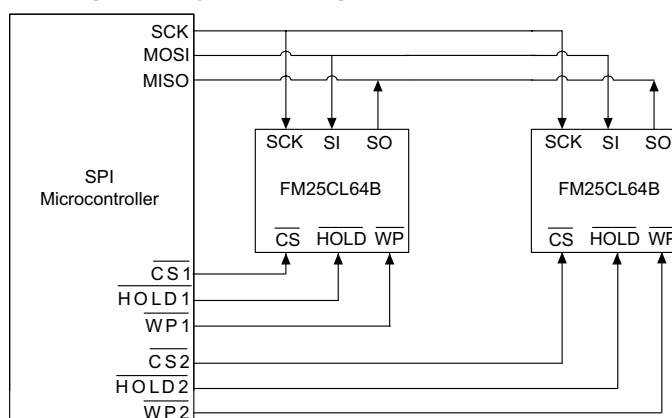 SCK
MOSI
MISO
SCK SI SO
SCK SI SO
SPI
Microcontroller
FM25CL64B
FM25CL64B
CS HOLD WP
CS HOLD WP
CS1
HOLD1
WP1
CS2
HOLD2
WP2